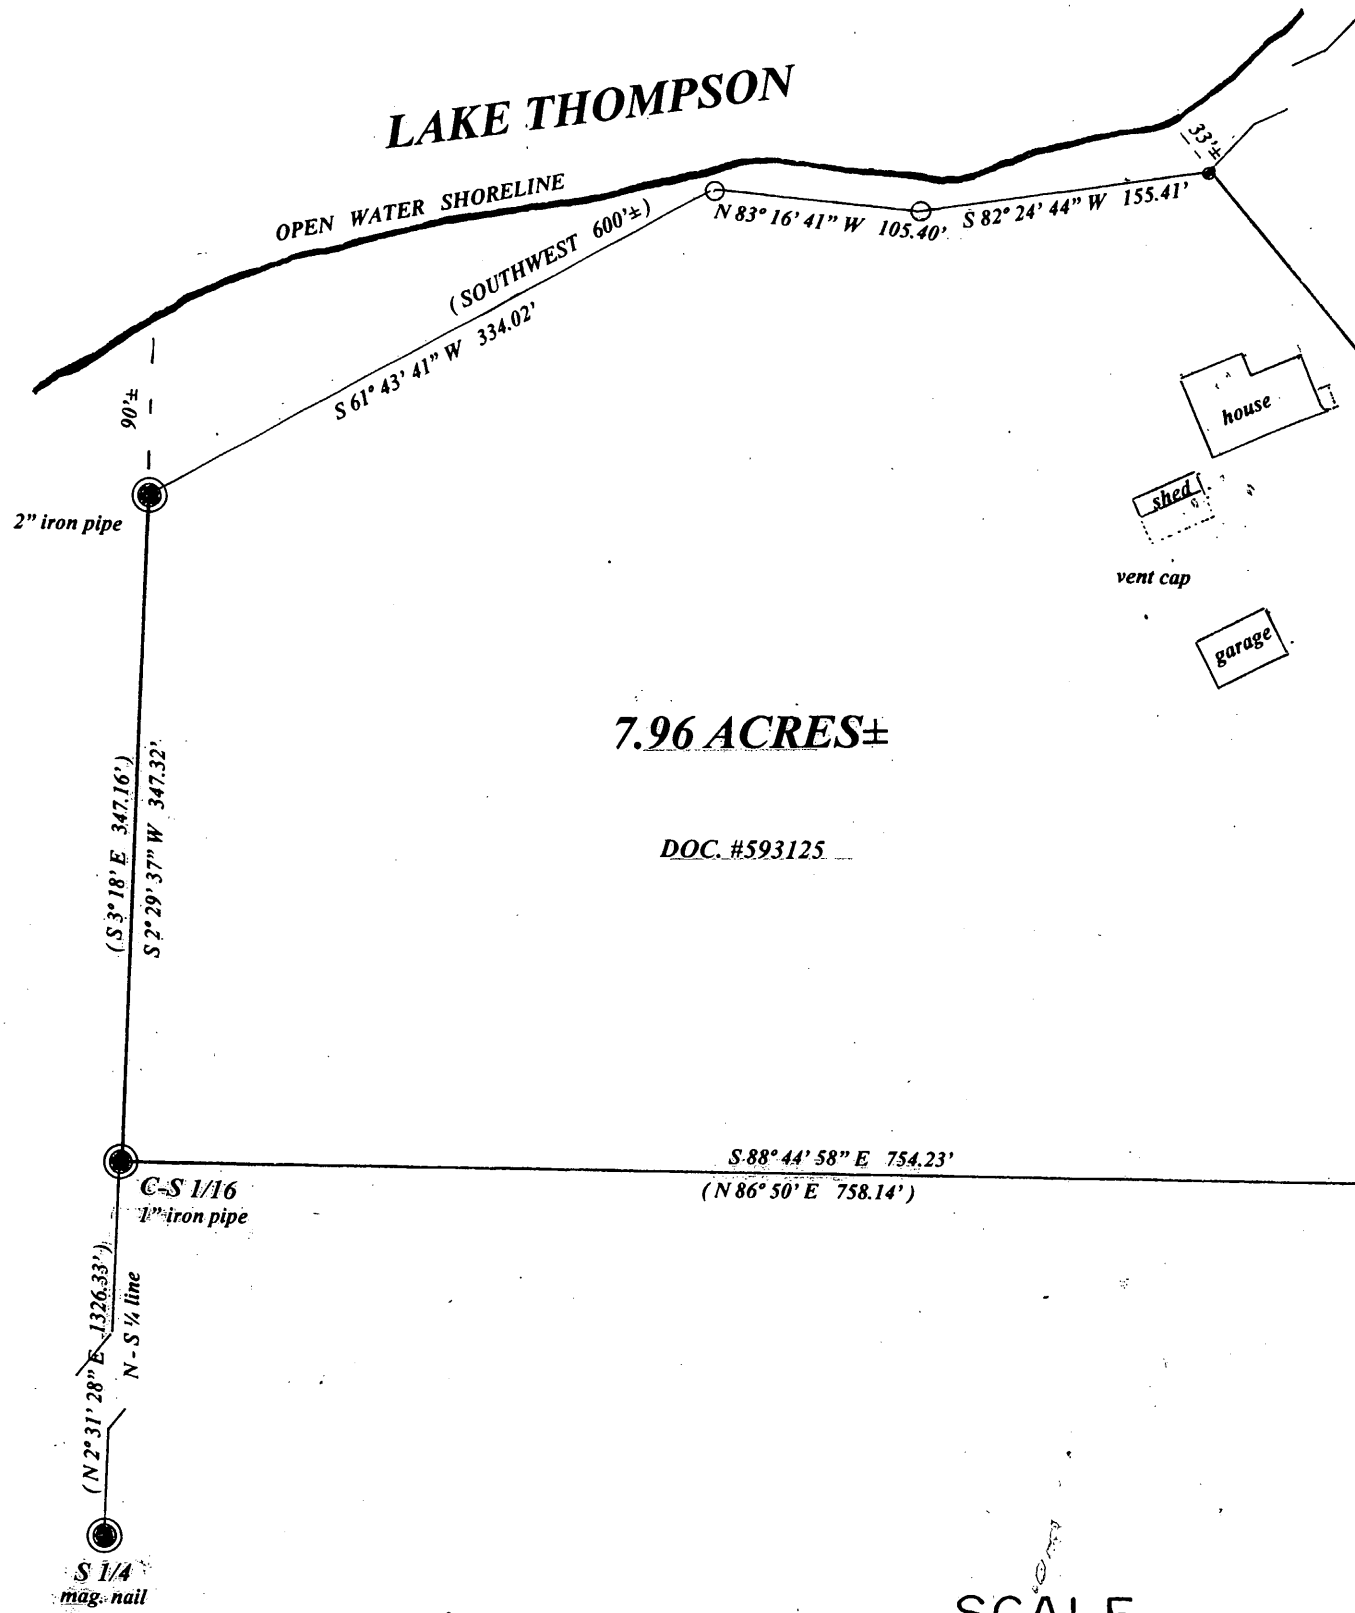 LAKE THOMPSON
33'±
OPEN WATER SHORELINE
N 83° 16' 41” W 105.40'
S 82° 24' 44” W 155.41'
( SOUTHWEST 600'± )
S 61° 43' 41” W 334.02'
90'±
house
2” iron pipe
shed
vent cap
garage
7.96 ACRES±
DOC. #593125
( S 3° 18' E 347.16' )
S 2° 29' 37” W 347.32'
S 88° 44' 58” E 754.23'
( N 86° 50' E 758.14' )
C-S 1/16
1” iron pipe
( N 2° 31' 28” E 1326.33' )
N - S ¼ line
S 1/4
mag. nail
SCALE